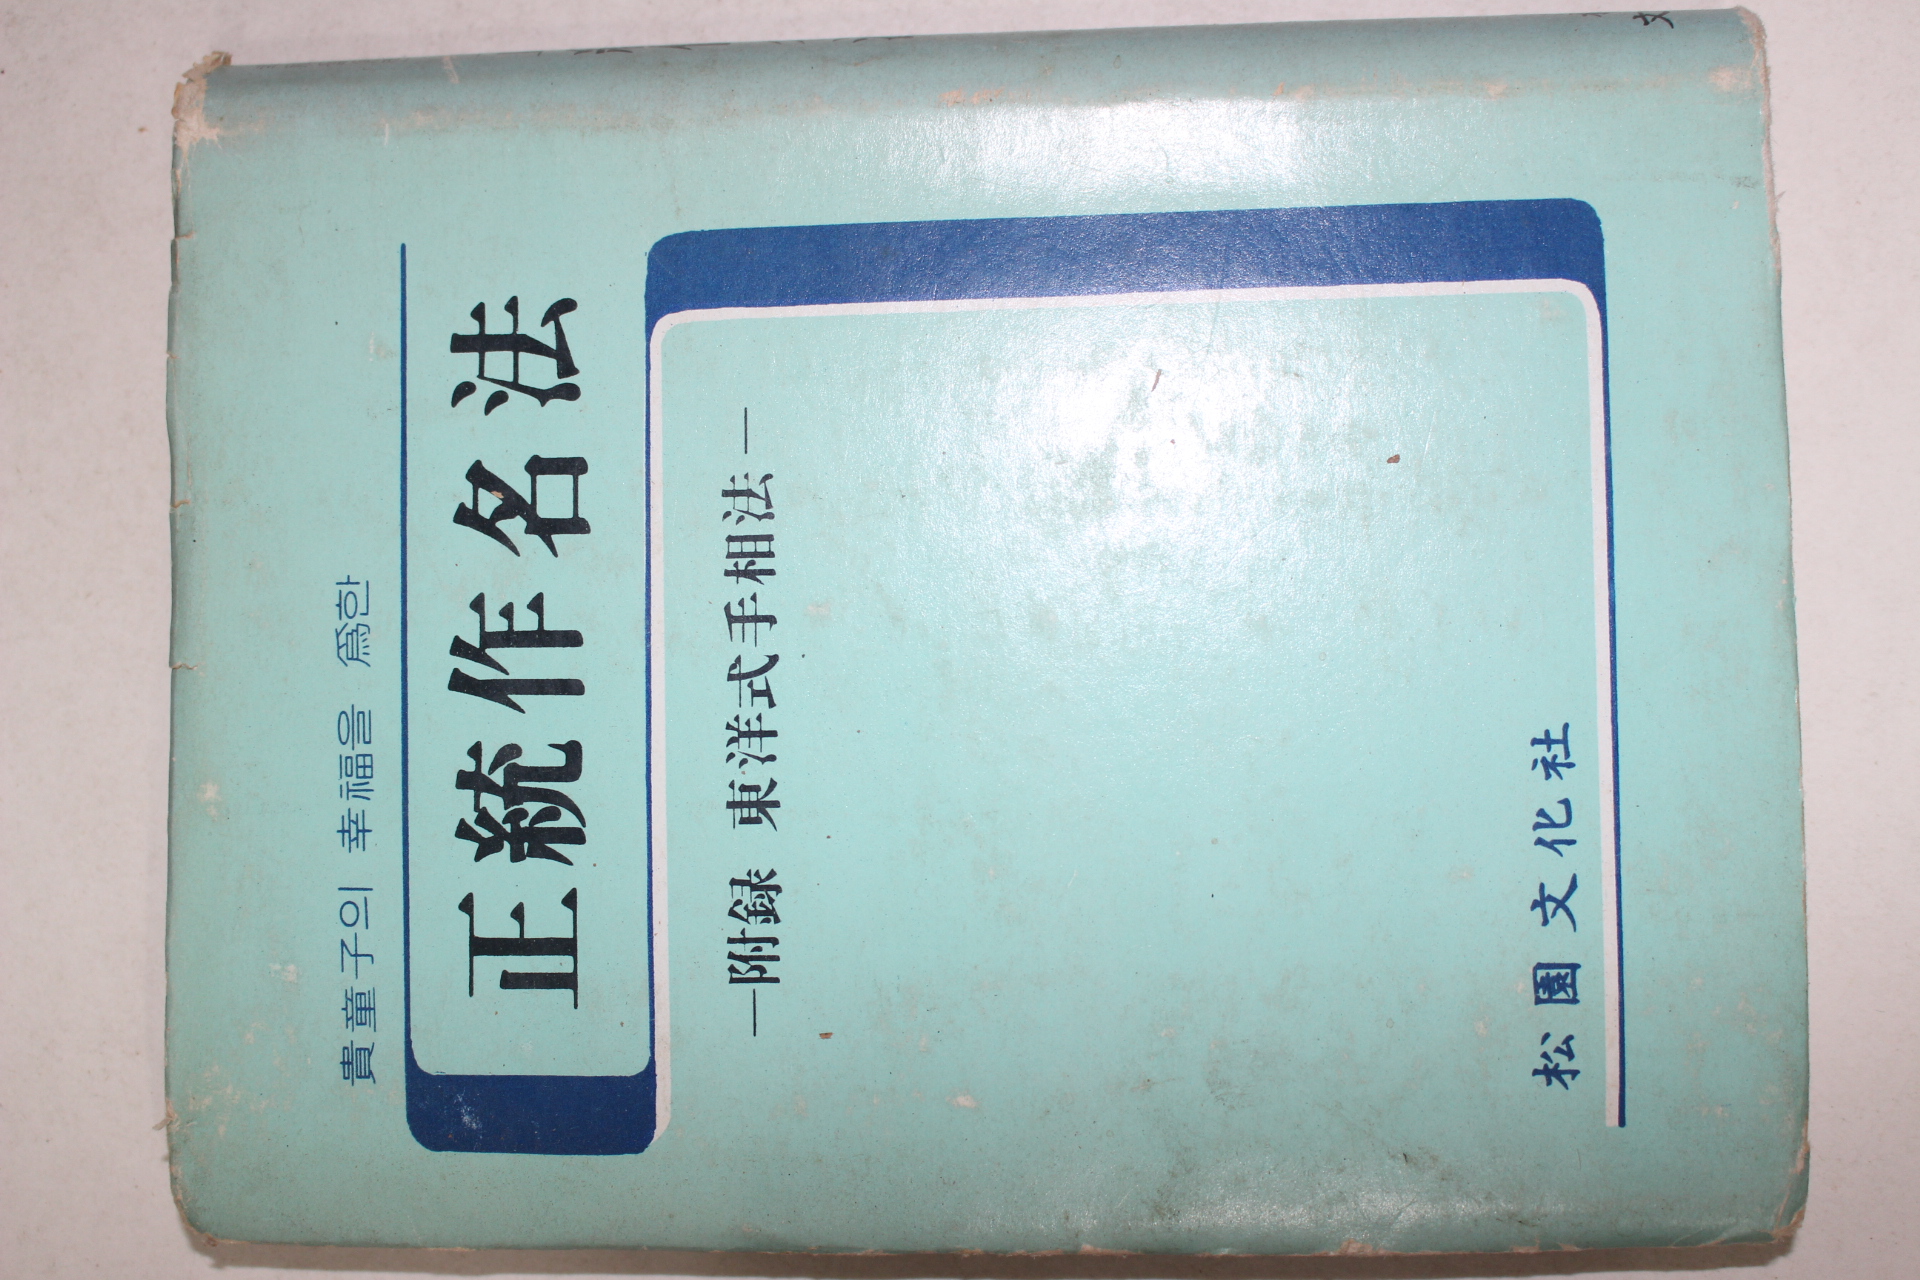 貴童子의 幸福을 爲한
正統作名法
—附録 東洋式手相法—
松園文化社